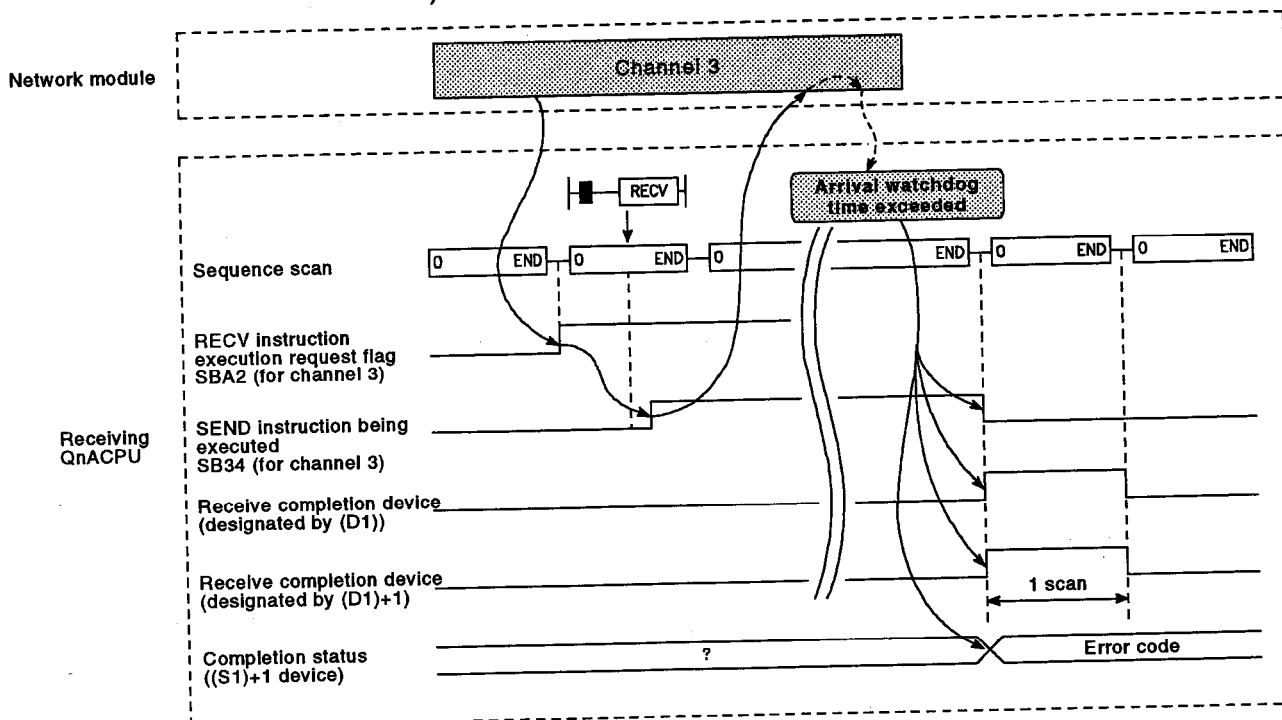 Network module
Channel 3
RECV
Arrival watchdog
time exceeded
Sequence scan
0 END 0 END 0 END 0 END 0 END
RECV instruction
execution request flag
SBA2 (for channel 3)
SEND instruction being
executed
SB34 (for channel 3)
Receiving
QnACPU
Receive completion device
(designated by (D1))
Receive completion device
(designated by (D1)+1)
1 scan
Completion status
((S1)+1 device)
?
Error code